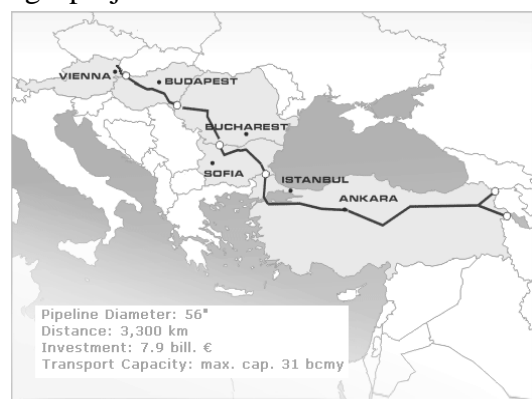 VIENNA
BUDAPEST
BUCHAREST
SOFIA
ISTANBUL
ANKARA
Pipeline Diameter: 56"
Distance: 3,300 km
Investment: 7.9 bill. €
Transport Capacity: max. cap. 31 bcmy